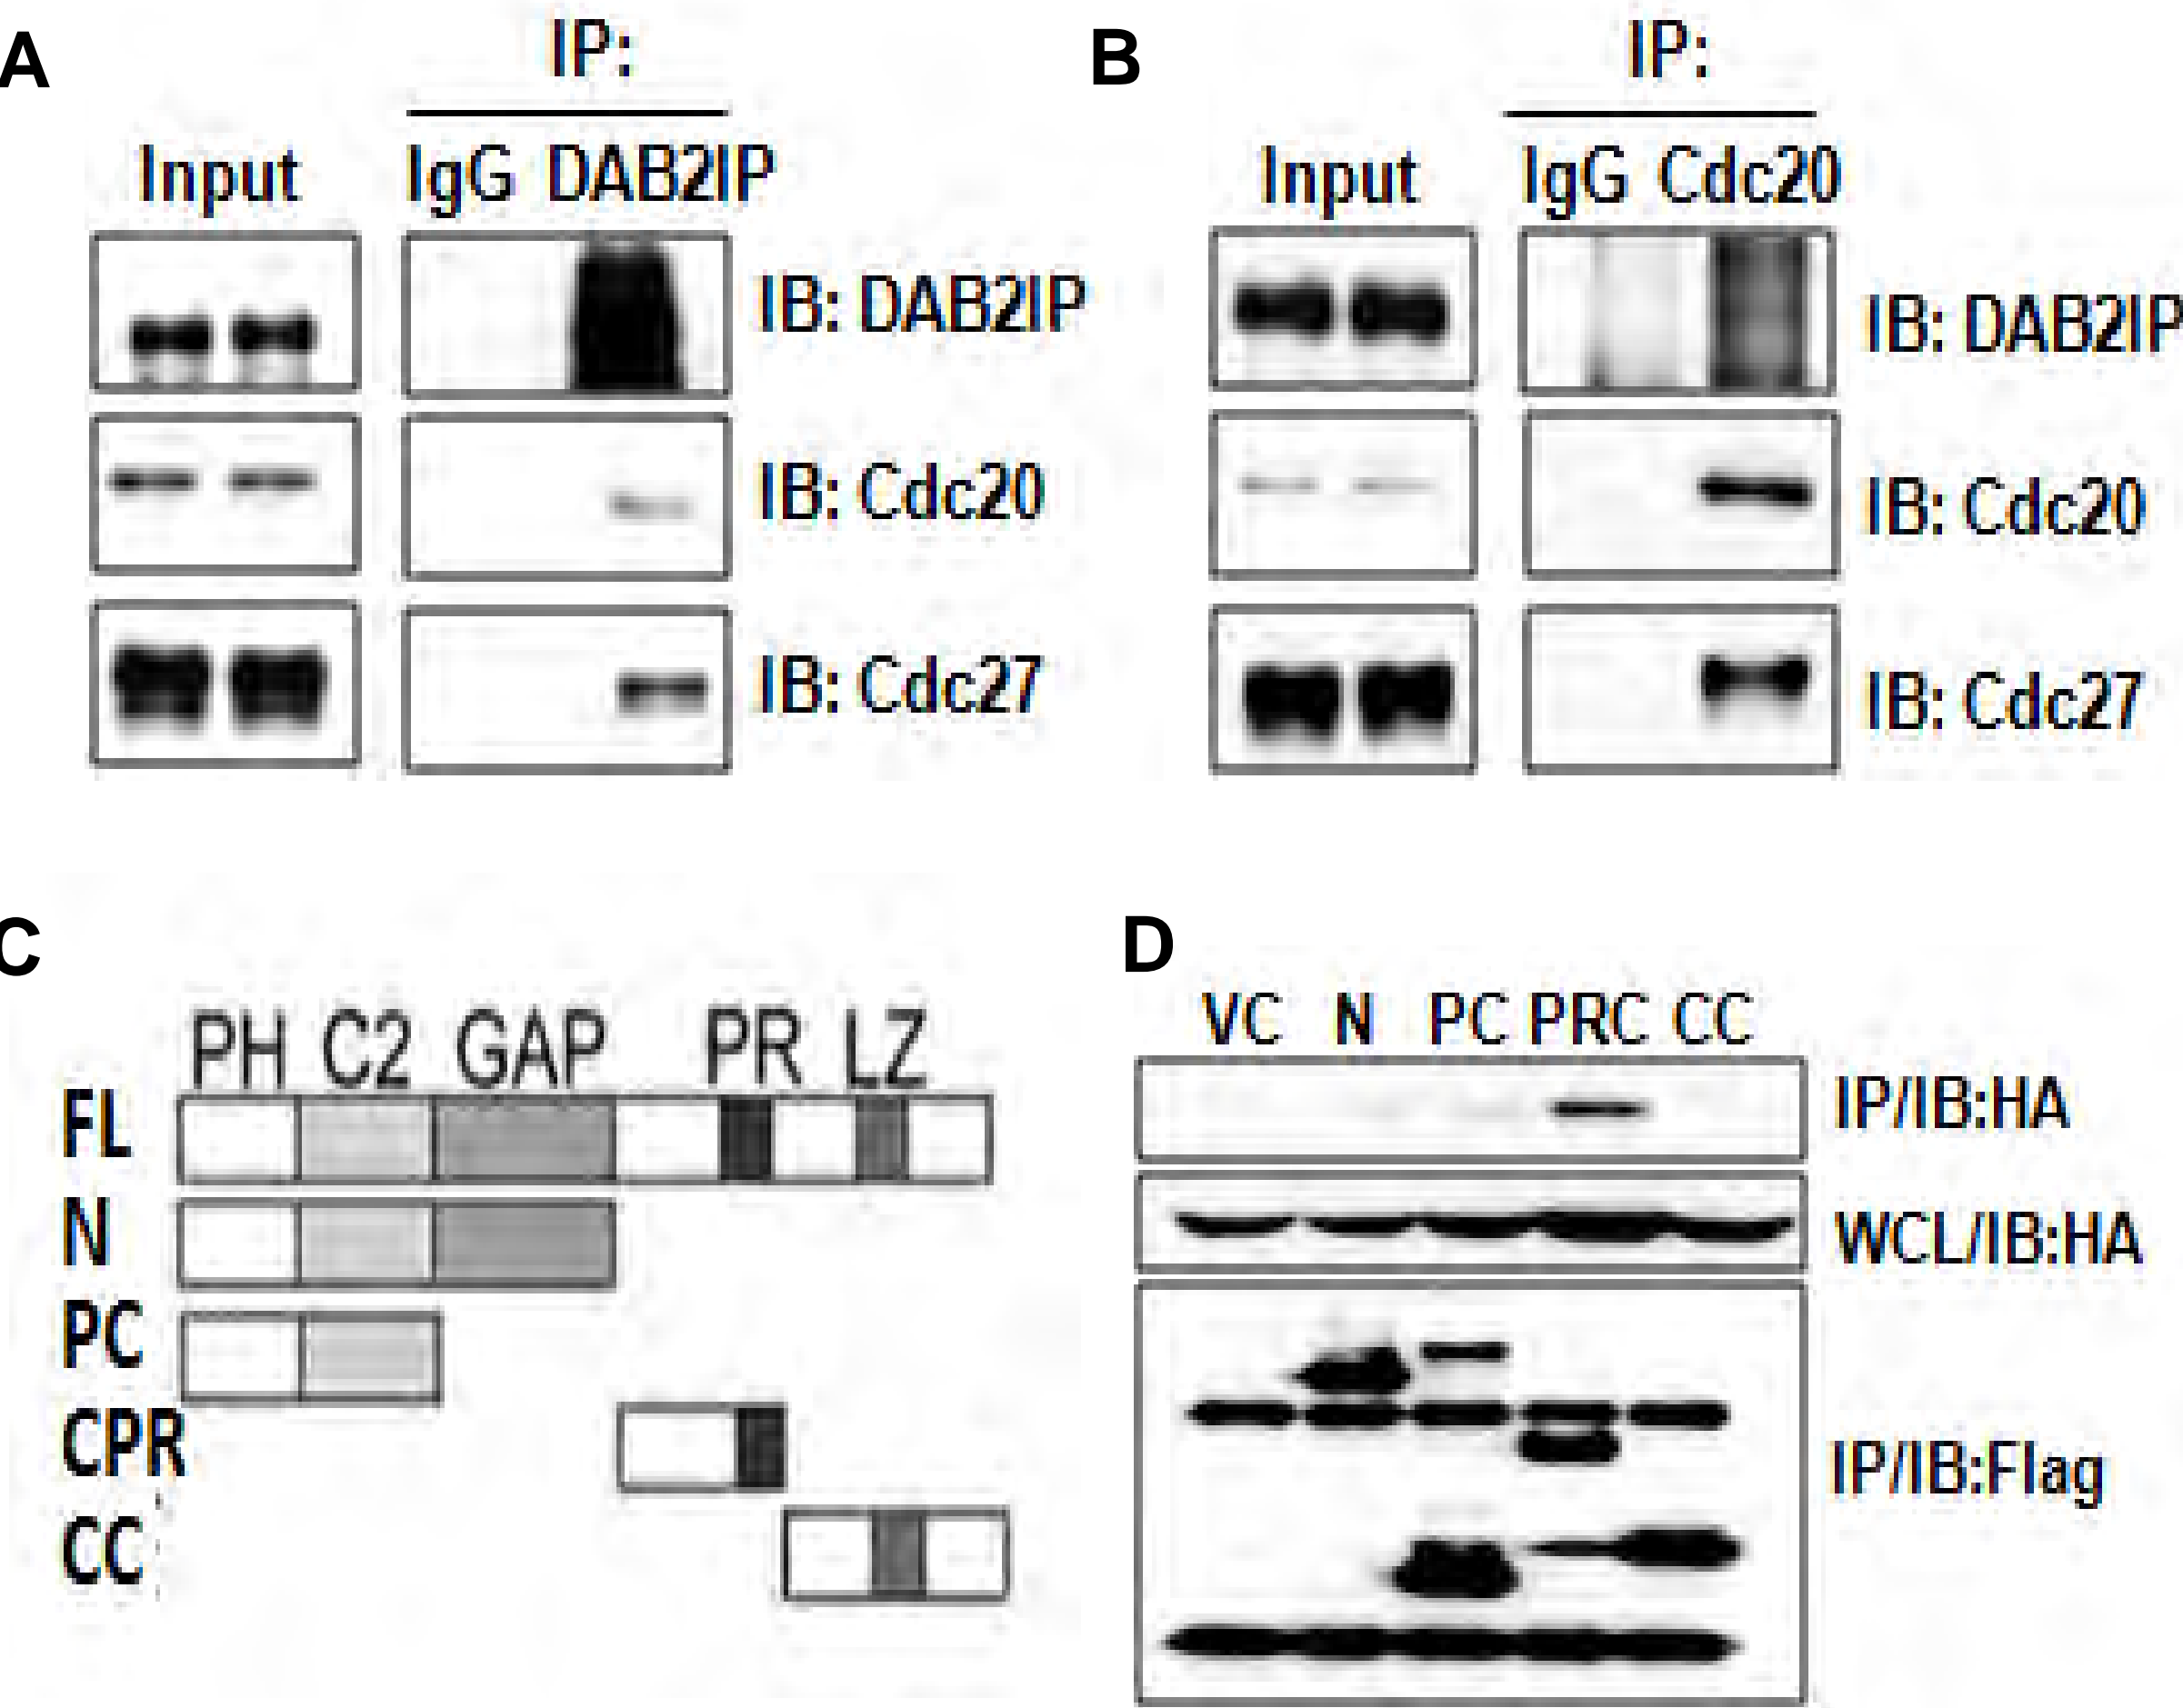 A
IP:
Input IgG DAB2IP
IB: DAB2IP
IB: Cdc20
IB: Cdc27
B
IP:
Input IgG Cdc20
IB: DAB2IP
IB: Cdc20
IB: Cdc27
C
PH C2 GAP PR LZ
FL
N
PC
CPR
CC
D
VC N PC PRC CC
IP/IB:HA
WCL/IB:HA
IP/IB:Flag